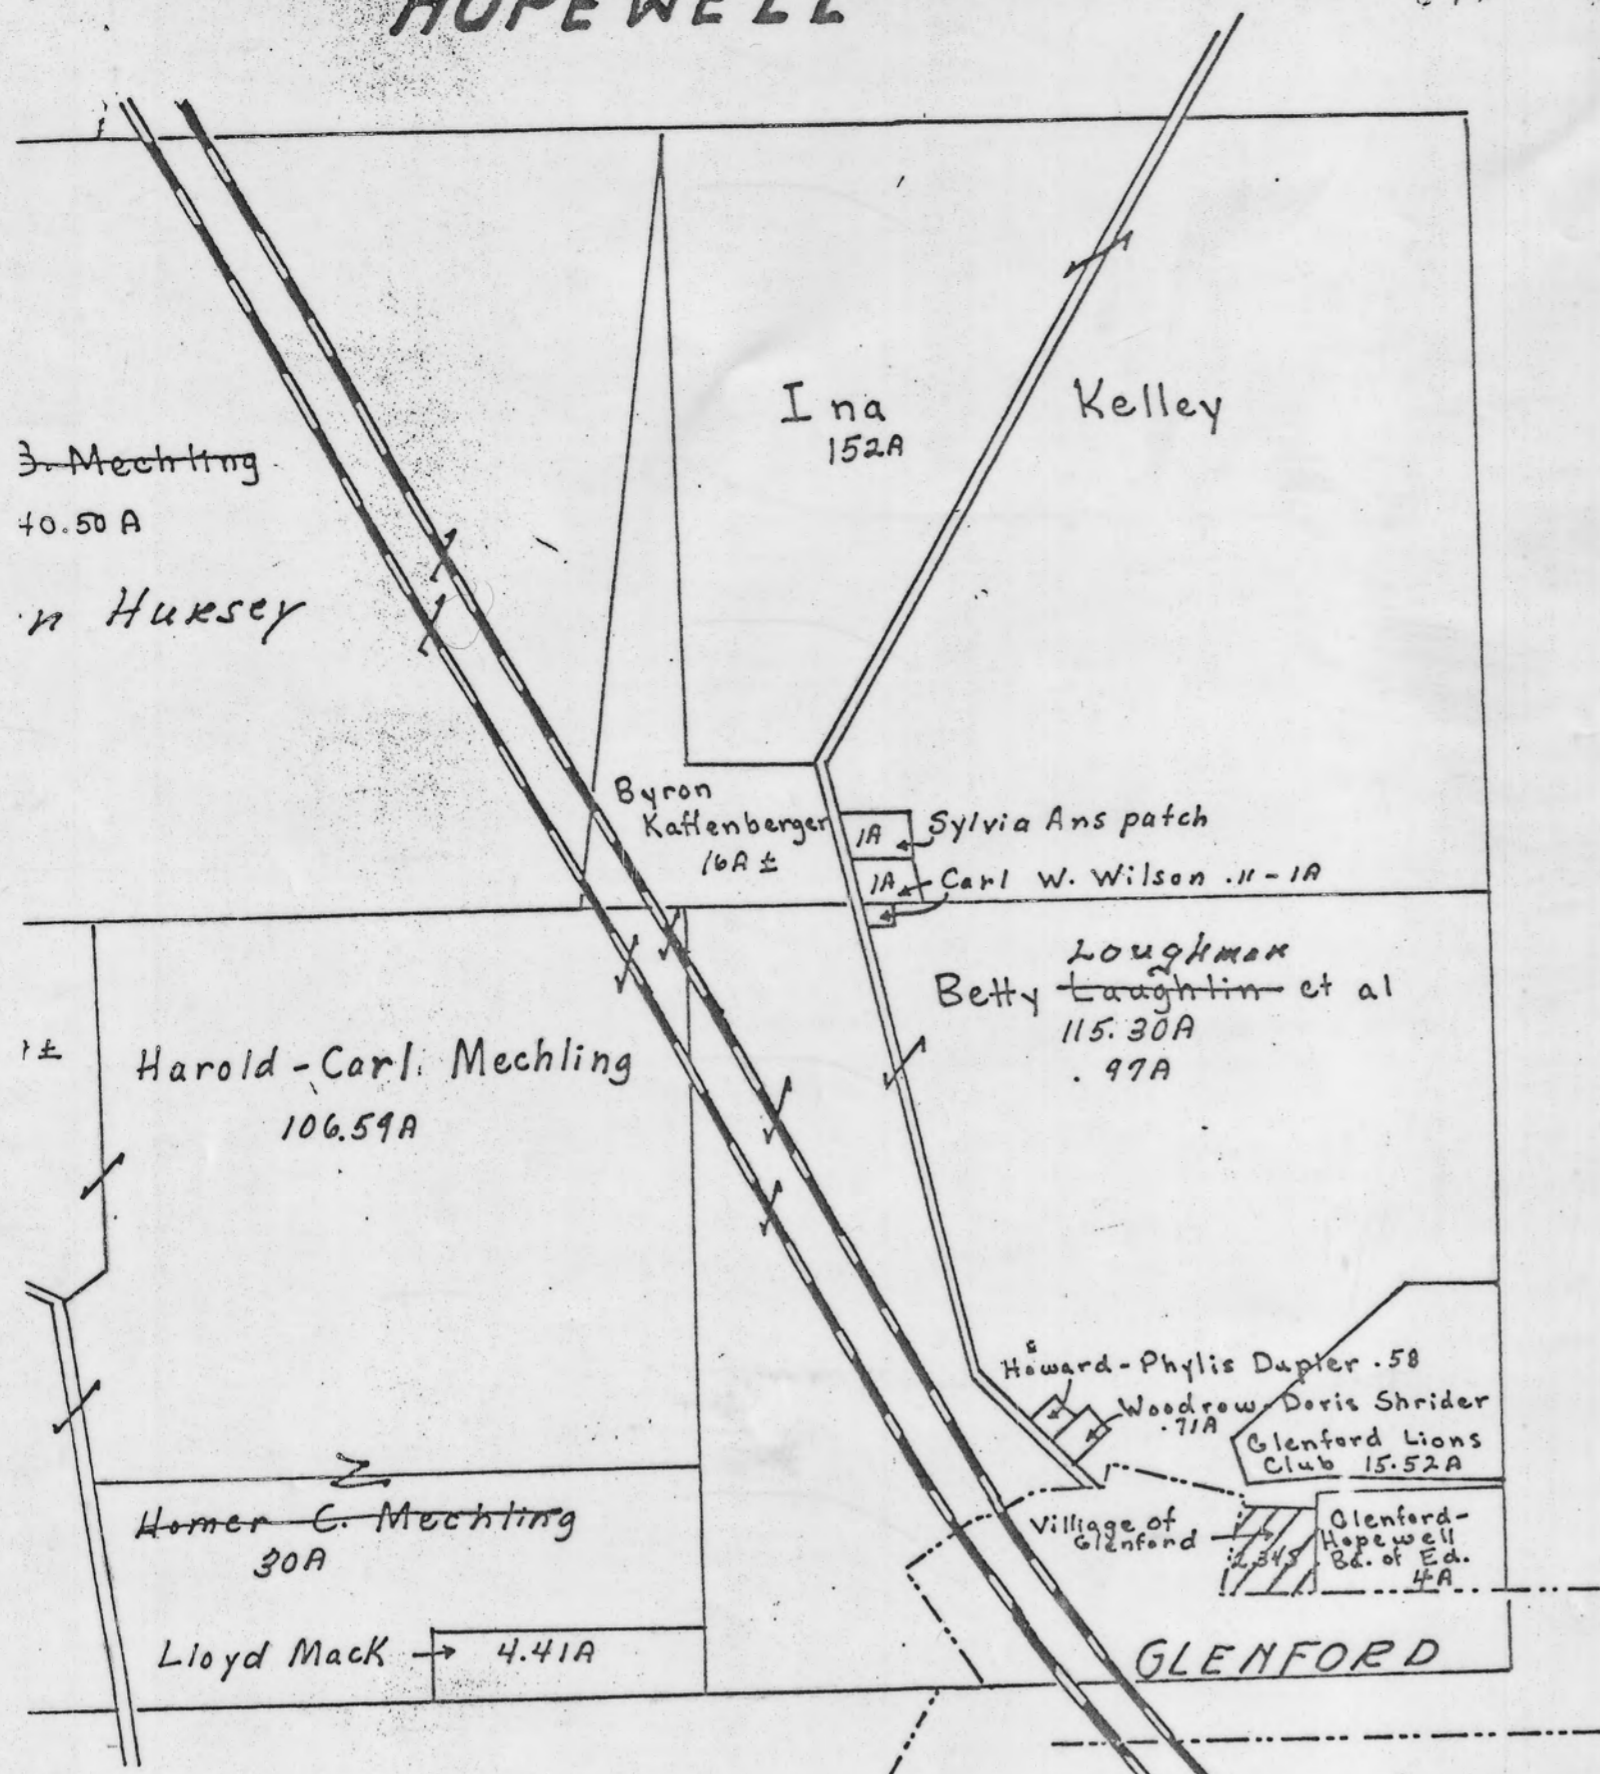 HOPEWELL
Ina Kelley
152A
B. Mechling
40.50 A
n Huksey
Byron
Kaffenberger
16A ±
1A
Sylvia Anspatch
1A
Carl W. Wilson .11-1A
Loughman
Betty Laughlin et al
115.30A
.97A
±
Harold-Carl Mechling
106.59A
Howard-Phylis Dupler .58
Woodrow-Doris Shrider
.71A
Glenford Lions
Club 15.52A
Villiage of
Glenford
2.345
Glenford-
Hopewell
Bd. of Ed.
4A
Homer C. Mechling
30A
Lloyd Mack
4.41A
GLENFORD